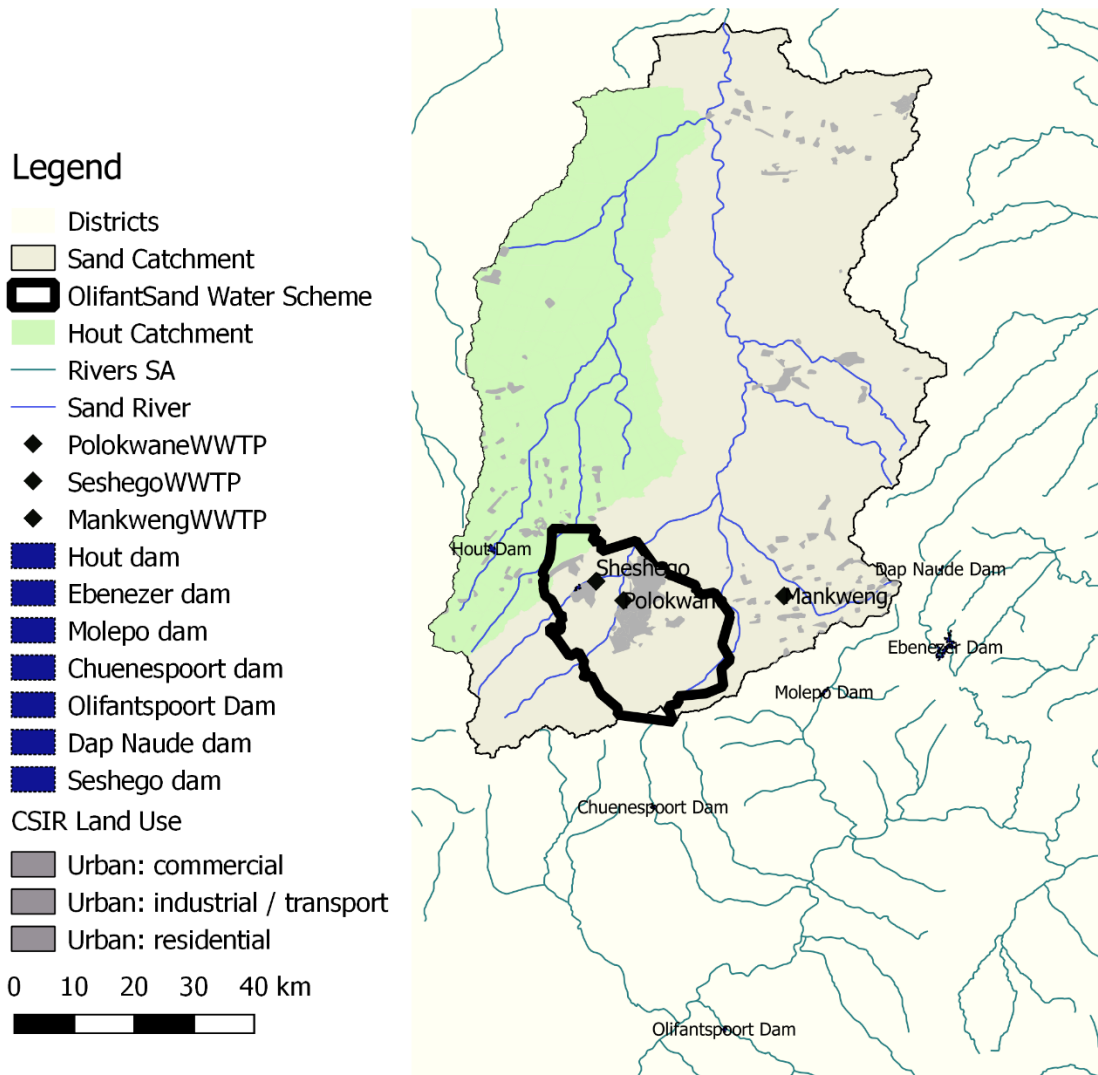 Legend
Districts
Sand Catchment
OlifantSand Water Scheme
Hout Catchment
Rivers SA
Sand River
PolokwaneWWTP
SeshegoWWTP
MankwengWWTP
Hout dam
Ebenezer dam
Molepo dam
Chuenespoort dam
Olifantspoort Dam
Dap Naude dam
Seshego dam
CSIR Land Use
Urban: commercial
Urban: industrial / transport
Urban: residential
0 10 20 30 40 km
Hout Dam
Sheshego
Dap Naude Dam
Polokwan
Mankweng
Ebenezer Dam
Molepo Dam
Chuenespoort Dam
Olifantspoort Dam